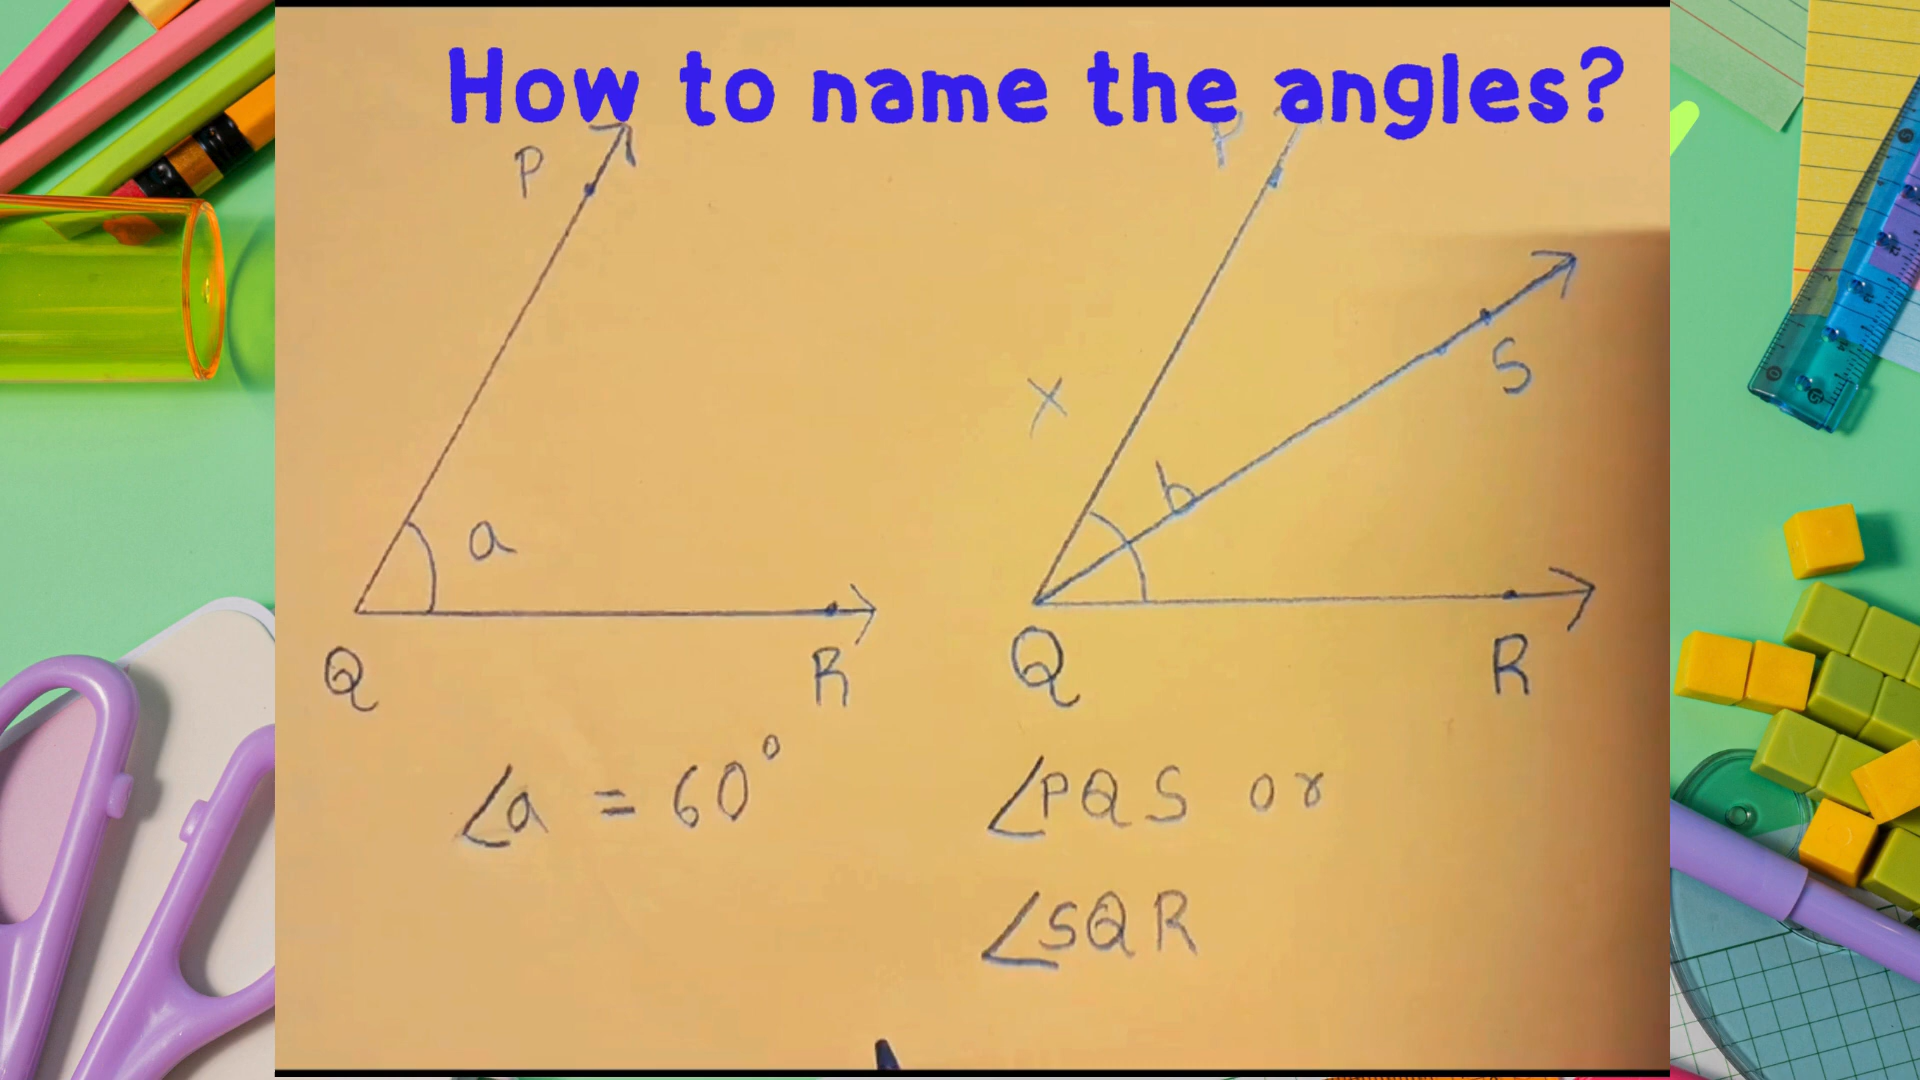 How to name the angles?
P
P
S
X
b
a
Q
R
Q
R
∠a = 60°
∠PQS or
∠SQR